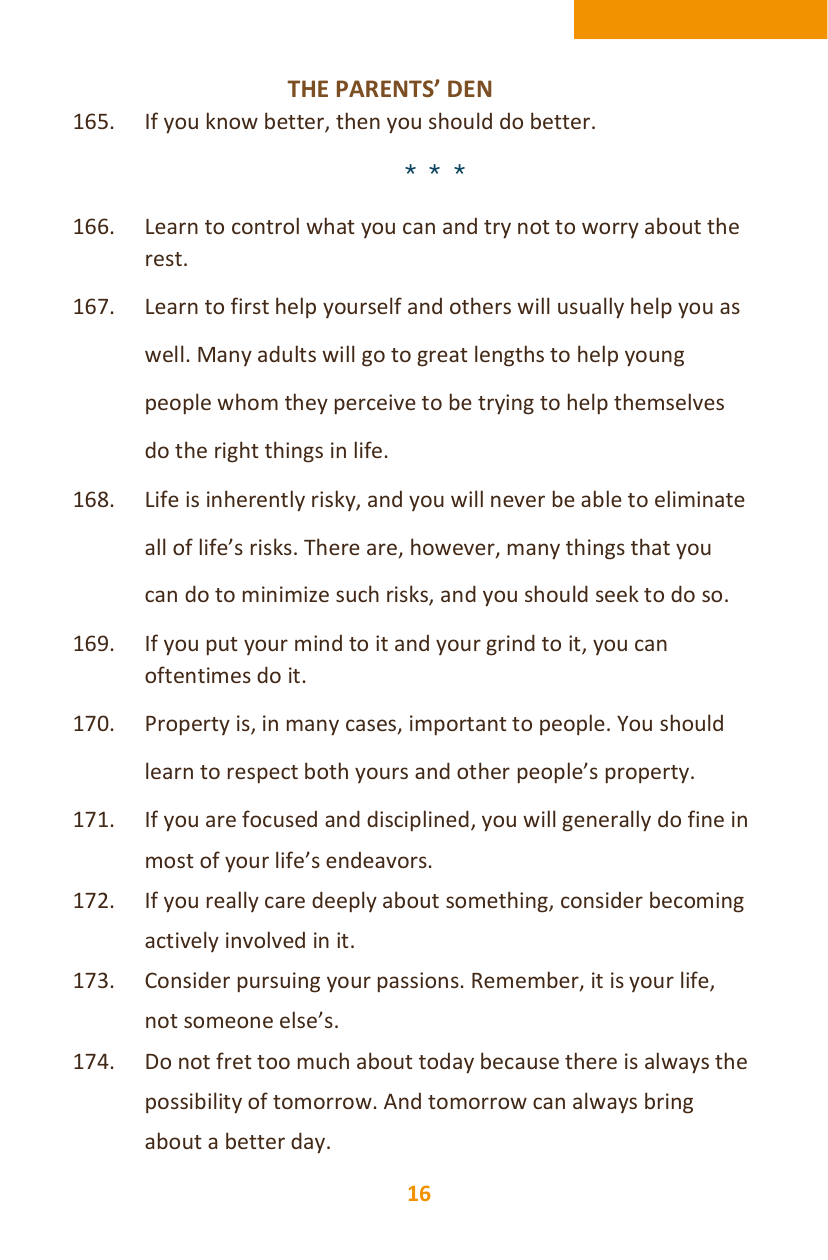 THE PARENTS’ DEN
165. If you know better, then you should do better.
* * *
166. Learn to control what you can and try not to worry about the
rest.
167. Learn to first help yourself and others will usually help you as
well. Many adults will go to great lengths to help young
people whom they perceive to be trying to help themselves
do the right things in life.
168. Life is inherently risky, and you will never be able to eliminate
all of life’s risks. There are, however, many things that you
can do to minimize such risks, and you should seek to do so.
169. If you put your mind to it and your grind to it, you can
oftentimes do it.
170. Property is, in many cases, important to people. You should
learn to respect both yours and other people’s property.
171. If you are focused and disciplined, you will generally do fine in
most of your life’s endeavors.
172. If you really care deeply about something, consider becoming
actively involved in it.
173. Consider pursuing your passions. Remember, it is your life,
not someone else’s.
174. Do not fret too much about today because there is always the
possibility of tomorrow. And tomorrow can always bring
about a better day.
16